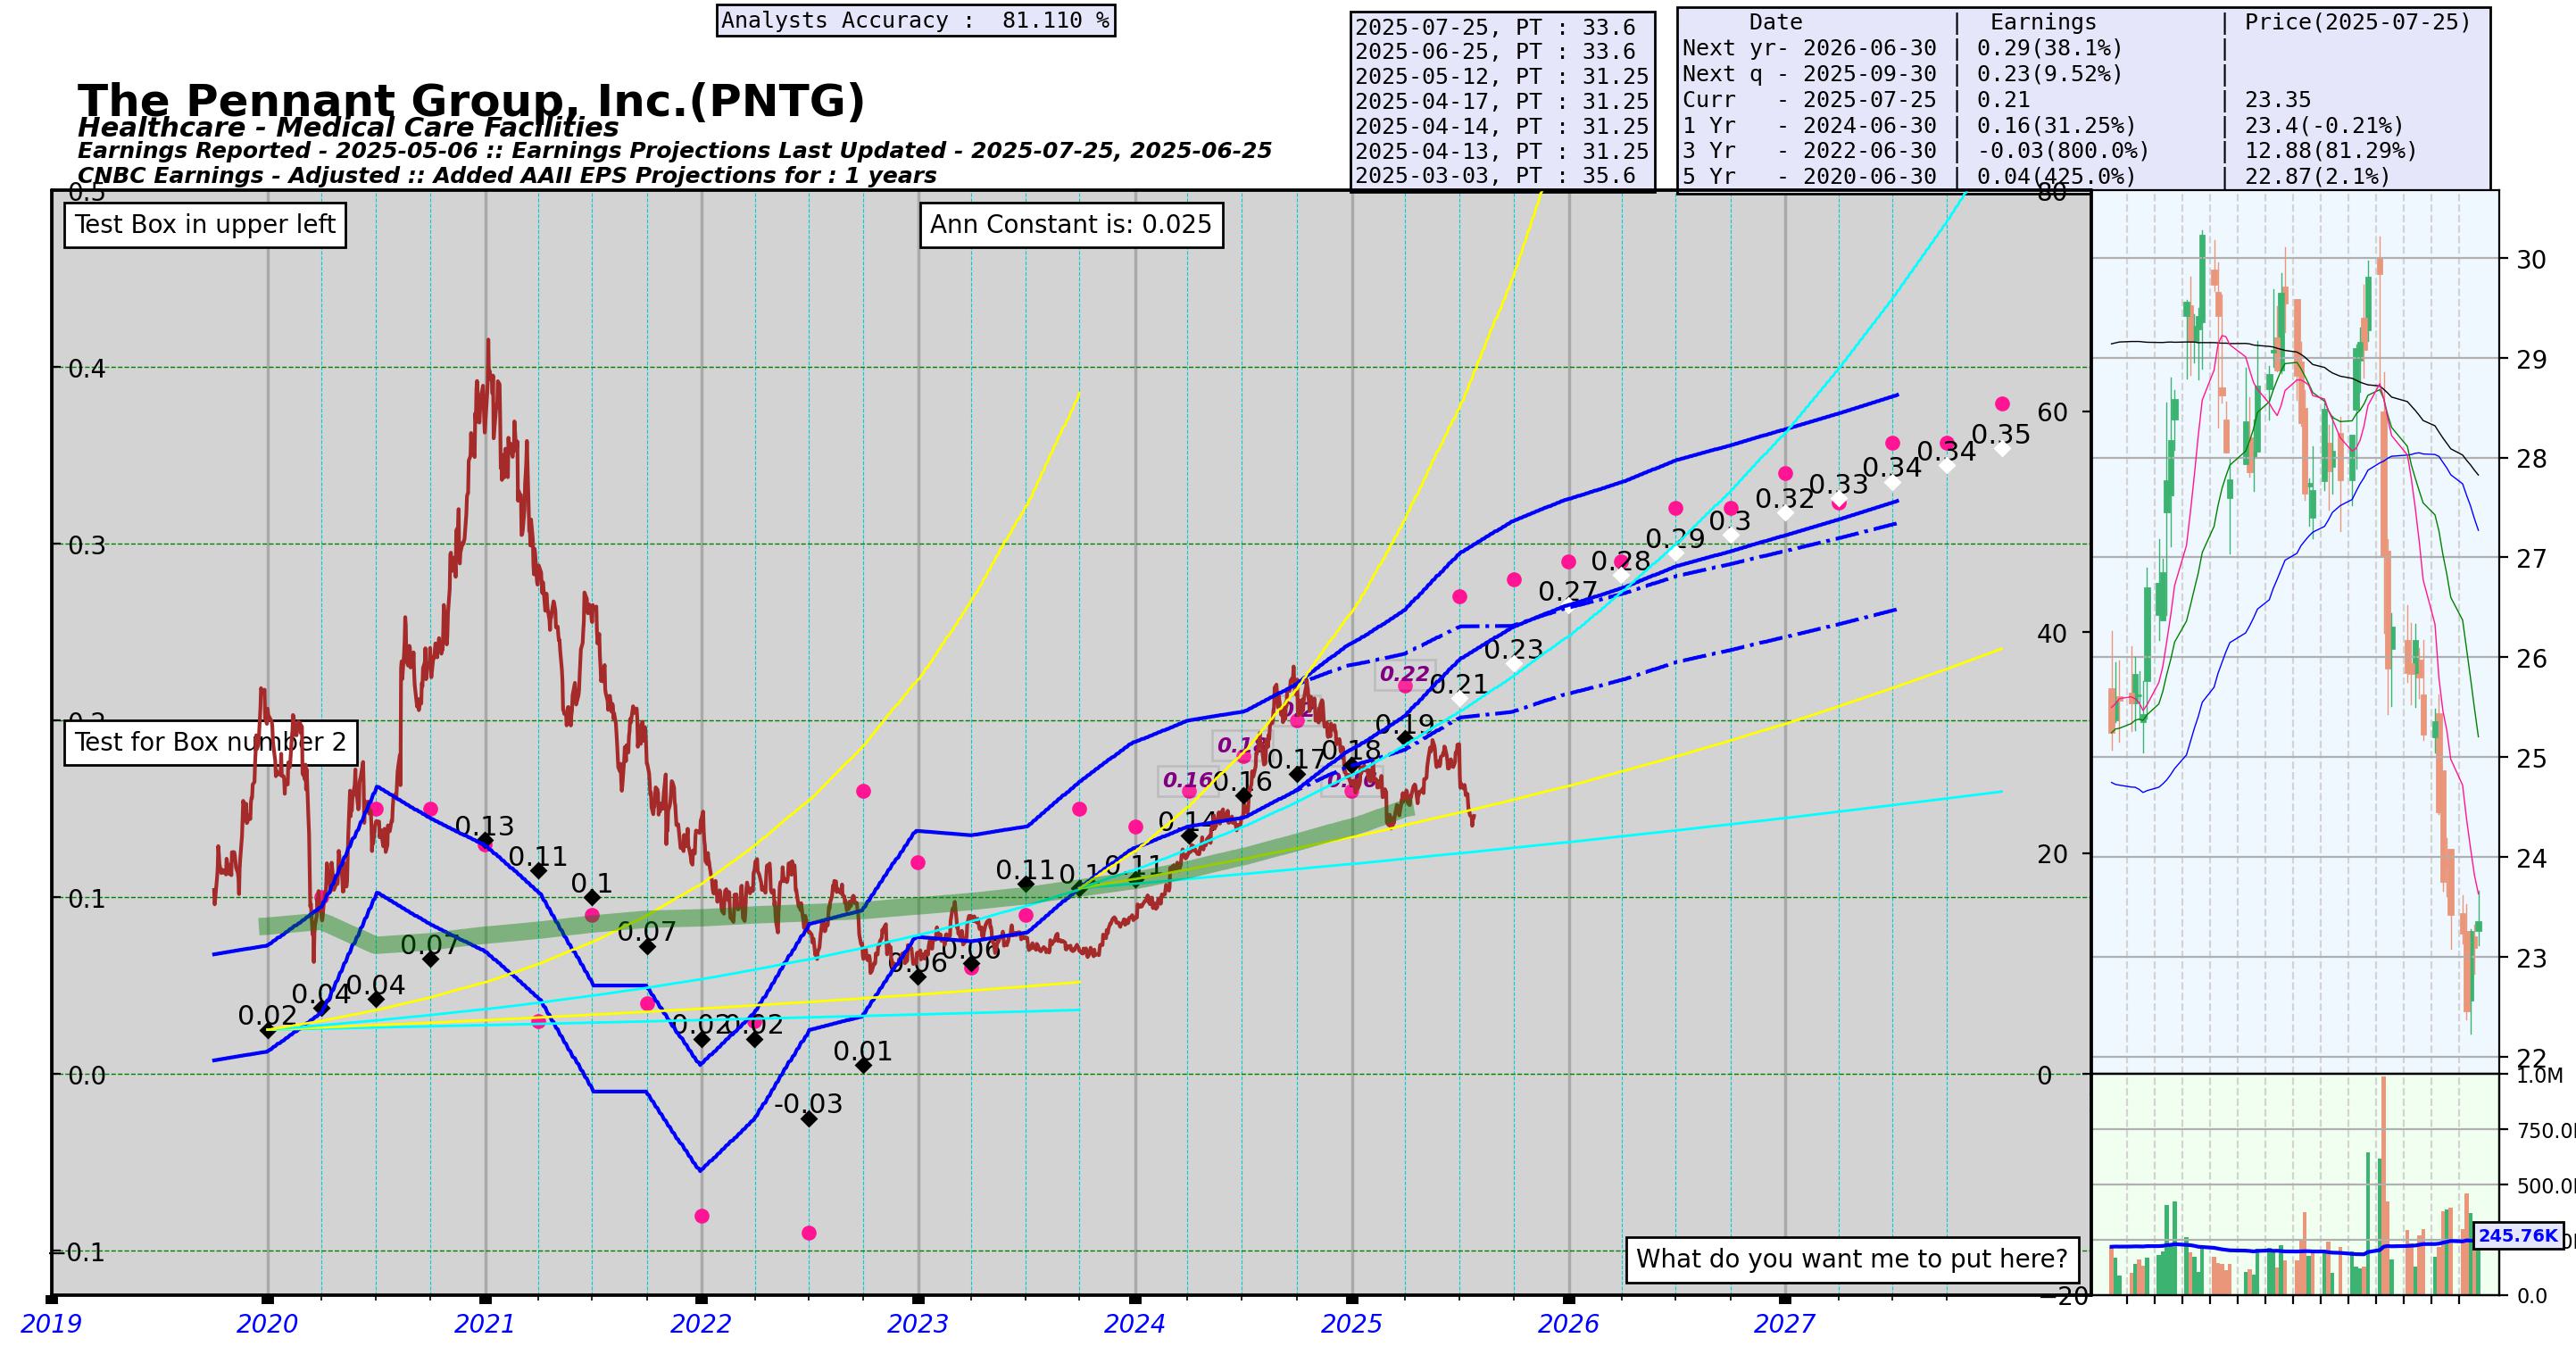 Analysts Accuracy :  81.110 %
2025-07-25, PT : 33.6
2025-06-25, PT : 33.6
2025-05-12, PT : 31.25
2025-04-17, PT : 31.25
2025-04-14, PT : 31.25
2025-04-13, PT : 31.25
2025-03-03, PT : 35.6
Date | Earnings | Price(2025-07-25)
Next yr- 2026-06-30 | 0.29(38.1%) |
Next q - 2025-09-30 | 0.23(9.52%) |
Curr - 2025-07-25 | 0.21 | 23.35
1 Yr - 2024-06-30 | 0.16(31.25%) | 23.4(-0.21%)
3 Yr - 2022-06-30 | -0.03(800.0%) | 12.88(81.29%)
5 Yr - 2020-06-30 | 0.04(425.0%) | 22.87(2.1%)
The Pennant Group, Inc.(PNTG)
Healthcare - Medical Care Facilities
Earnings Reported - 2025-05-06 :: Earnings Projections Last Updated - 2025-07-25, 2025-06-25
CNBC Earnings - Adjusted :: Added AAII EPS Projections for : 1 years
Test Box in upper left
Ann Constant is: 0.025
Test for Box number 2
What do you want me to put here?
0.5
0.4
0.3
0.2
0.1
0.0
−0.1
0.02
0.04
0.04
0.07
0.13
0.11
0.1
0.07
0.02
0.02
-0.03
0.01
0.06
0.06
0.11
0.11
0.14
0.16
0.17
0.18
0.19
0.21
0.23
0.27
0.28
0.29
0.3
0.32
0.33
0.34
0.34
0.35
0.16
0.18
0.2
0.16
0.22
80
60
40
20
0
−20
30
29
28
27
26
25
24
23
22
1.0M
0.0
245.76K
2019
2020
2021
2022
2023
2024
2025
2026
2027